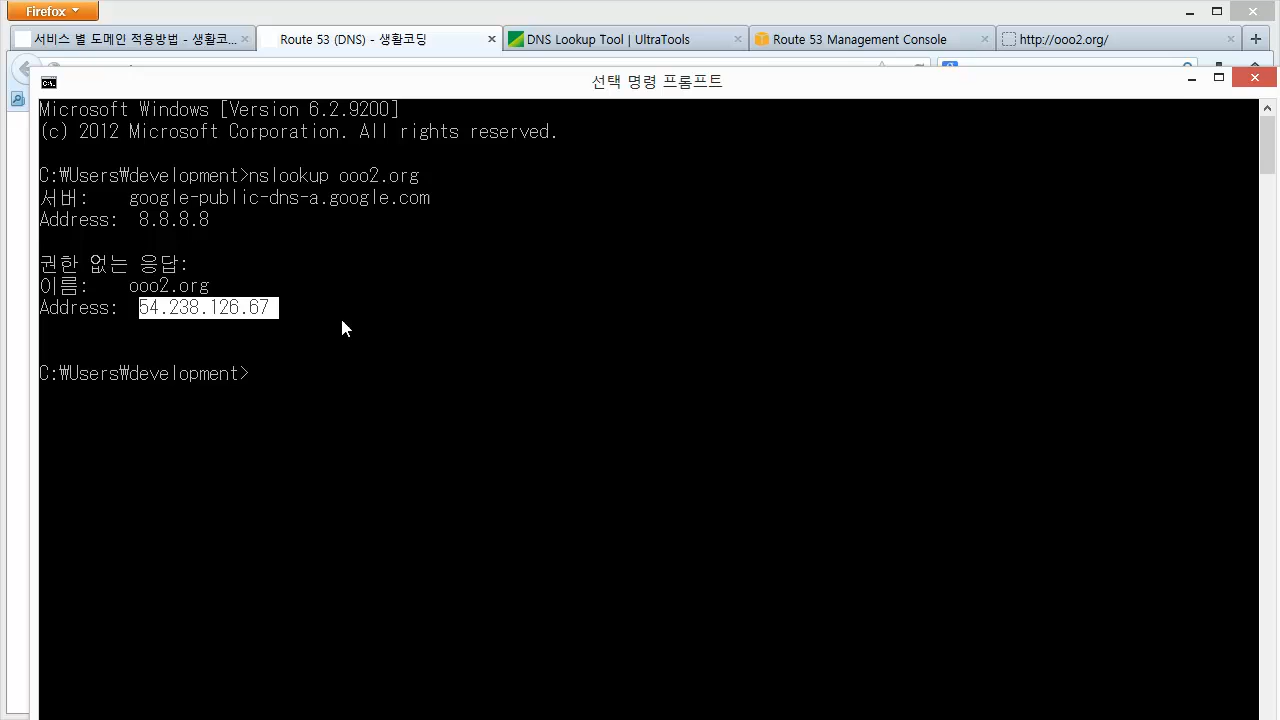 Firefox
서비스 별 도메인 적용방법 - 생활코...
Route 53 (DNS) - 생활코딩
DNS Lookup Tool | UltraTools
Route 53 Management Console
http://ooo2.org/
선택 명령 프롬프트
Microsoft Windows [Version 6.2.9200]
(c) 2012 Microsoft Corporation. All rights reserved.
C:₩Users₩development>nslookup ooo2.org
서버:    google-public-dns-a.google.com
Address:  8.8.8.8
권한 없는 응답:
이름:    ooo2.org
Address:  54.238.126.67
C:₩Users₩development>